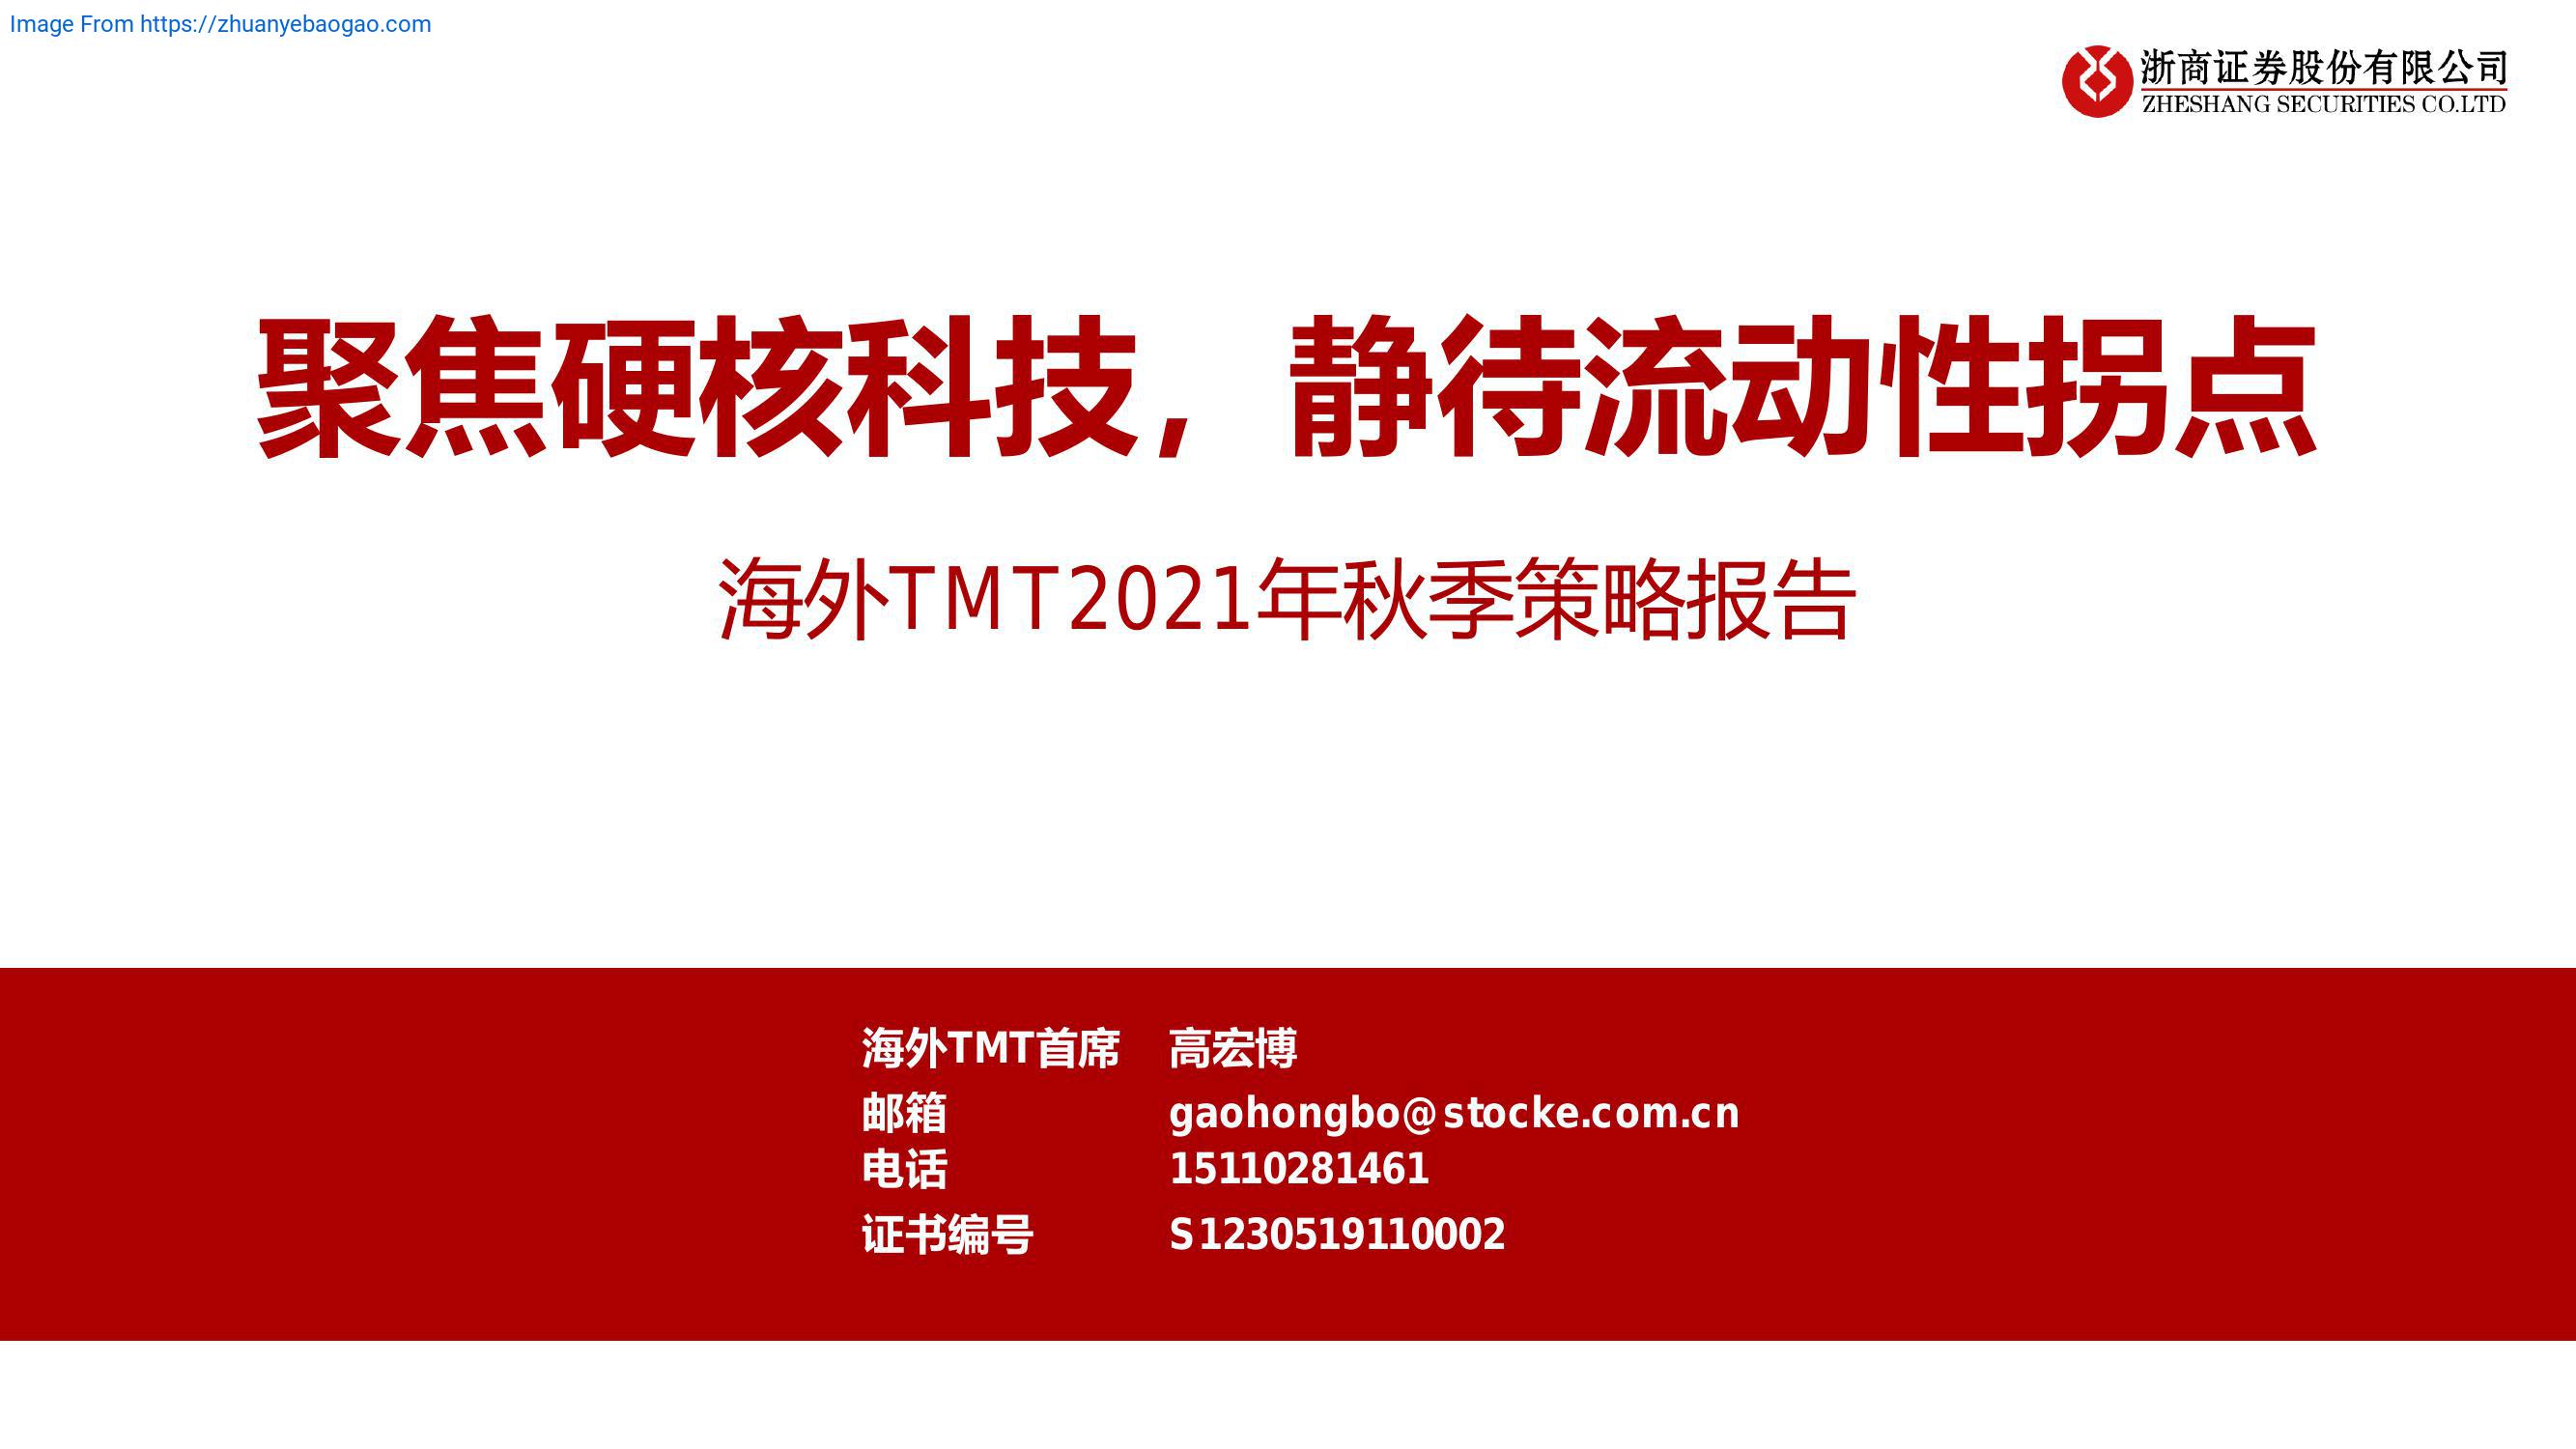 Image From https://zhuanyebaogao.com
浙商证券股份有限公司
ZHESHANG SECURITIES CO.LTD
聚焦硬核科技，静待流动性拐点
海外TMT2021年秋季策略报告
海外TMT首席 高宏博
邮箱 gaohongbo@stocke.com.cn
电话 15110281461
证书编号 S1230519110002